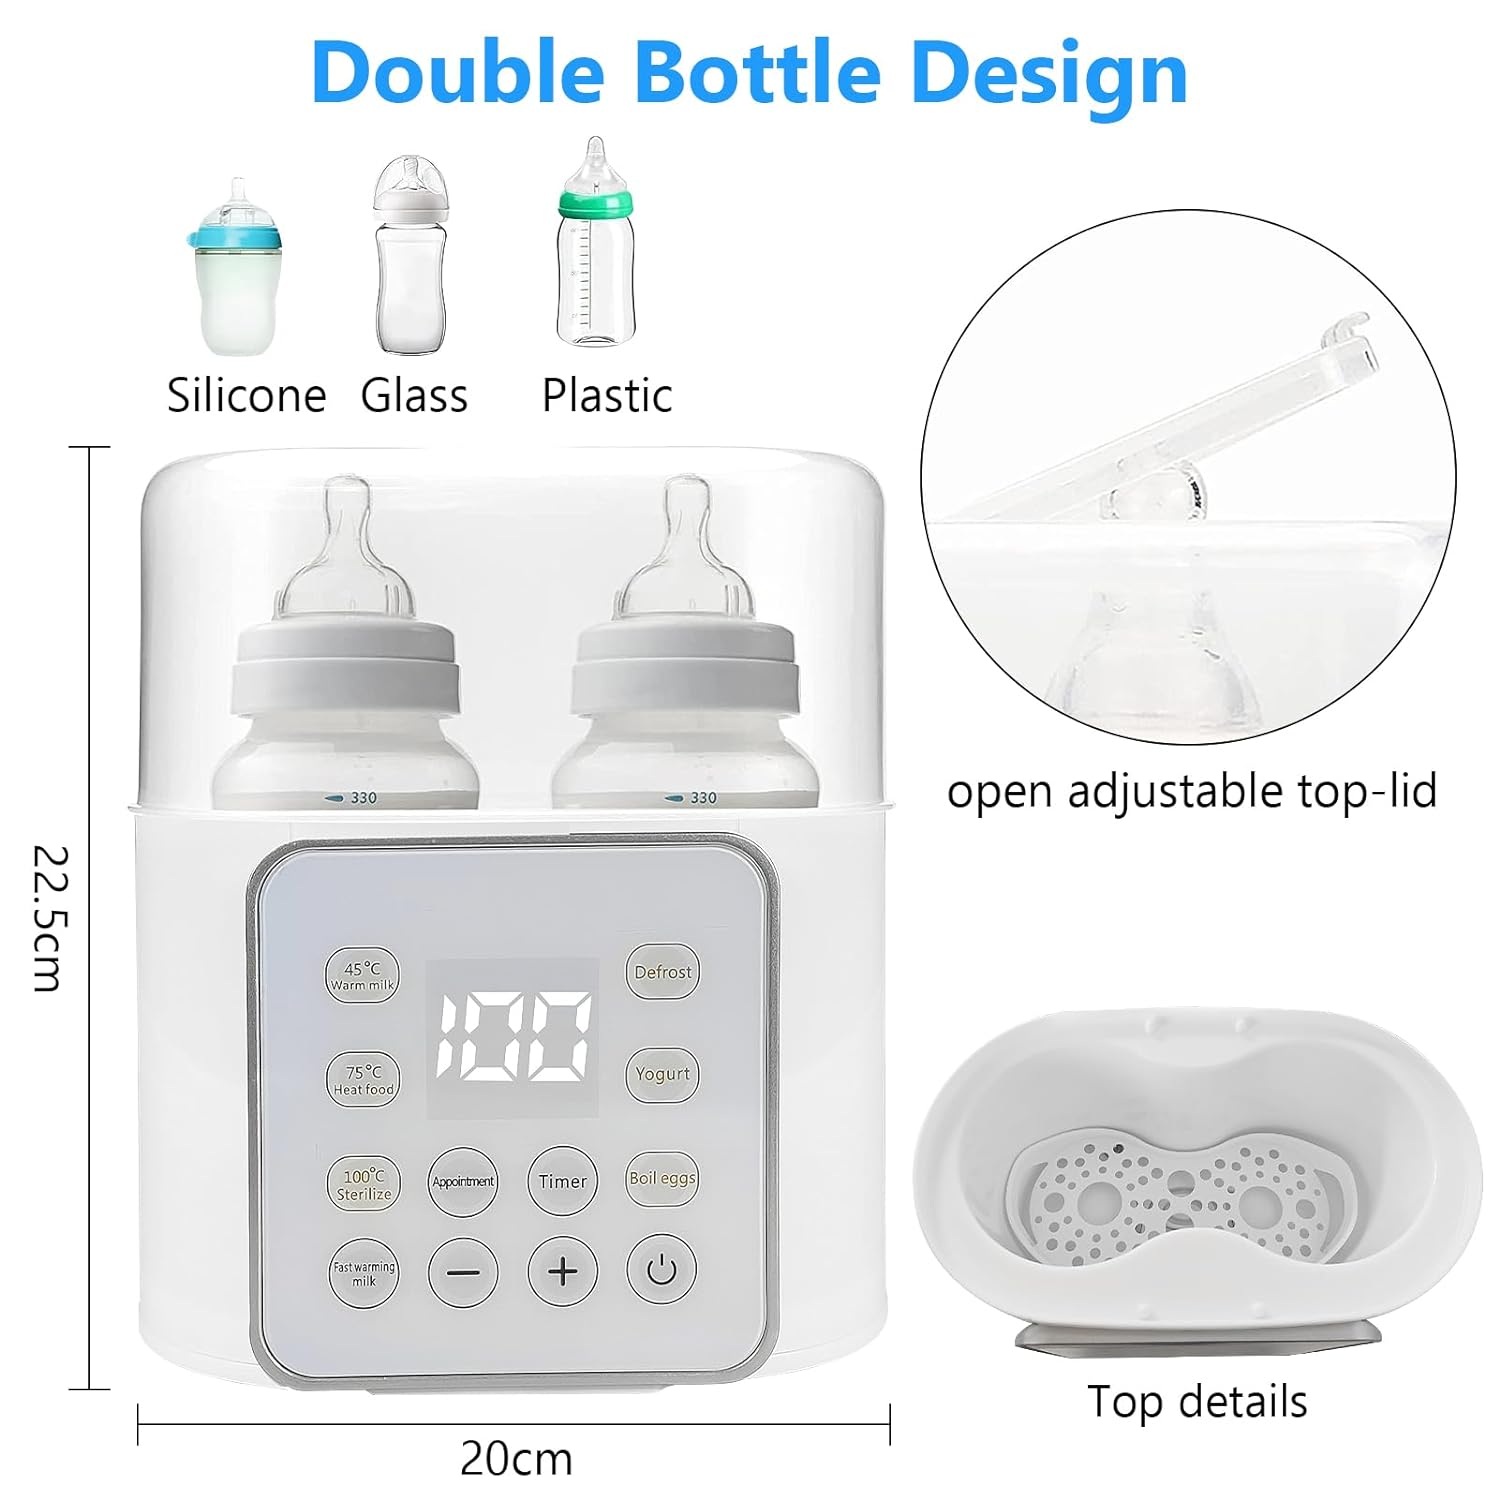 Double Bottle Design
Silicone
Glass
Plastic
open adjustable top-lid
330
330
22.5cm
45°C
Warm milk
100
Defrost
75°C
Heat food
Yogurt
100°C
Sterilize
Appointment
Timer
Boil eggs
Fast warming
milk
−
+
20cm
Top details